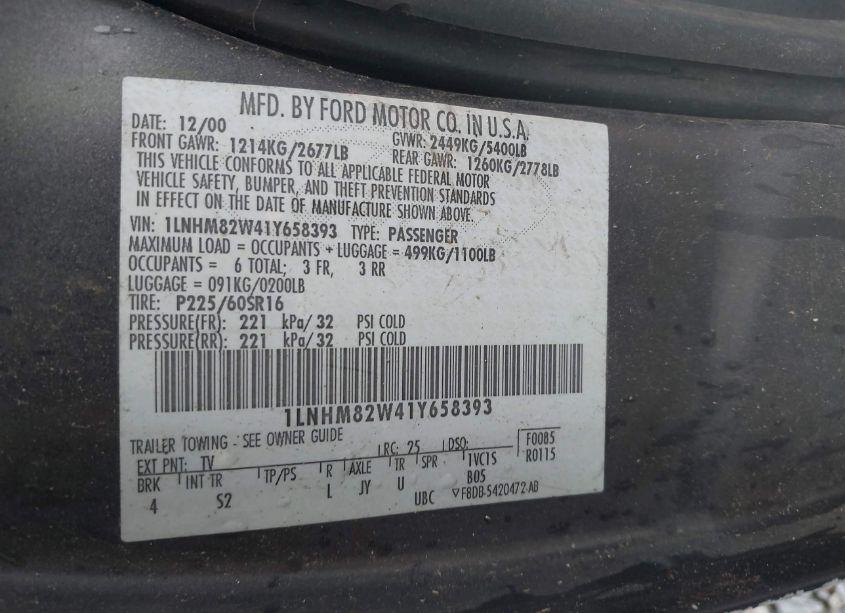 MFD. BY FORD MOTOR CO. IN U.S.A.
DATE: 12/00 GVWR: 2449KG/5400LB
FRONT GAWR: 1214KG/2677LB REAR GAWR: 1260KG/2778LB
THIS VEHICLE CONFORMS TO ALL APPLICABLE FEDERAL MOTOR
VEHICLE SAFETY, BUMPER, AND THEFT PREVENTION STANDARDS
IN EFFECT ON THE DATE OF MANUFACTURE SHOWN ABOVE.
VIN: 1LNHM82W41Y658393 TYPE: PASSENGER
MAXIMUM LOAD = OCCUPANTS + LUGGAGE = 499KG/1100LB
OCCUPANTS = 6 TOTAL; 3 FR, 3 RR
LUGGAGE = 091KG/0200LB
TIRE: P225/60SR16
PRESSURE(FR): 221 kPa/32 PSI COLD
PRESSURE(RR): 221 kPa/32 PSI COLD
1LNHM82W41Y658393
TRAILER TOWING - SEE OWNER GUIDE
EXT PNT: TV RC: 25 DSO: F0085
BRK INT TR TP/PS R AXLE TR SPR 1VC1S R0115
4 S2 L JY U B05
UBC ▽F8DB-5420472-AB